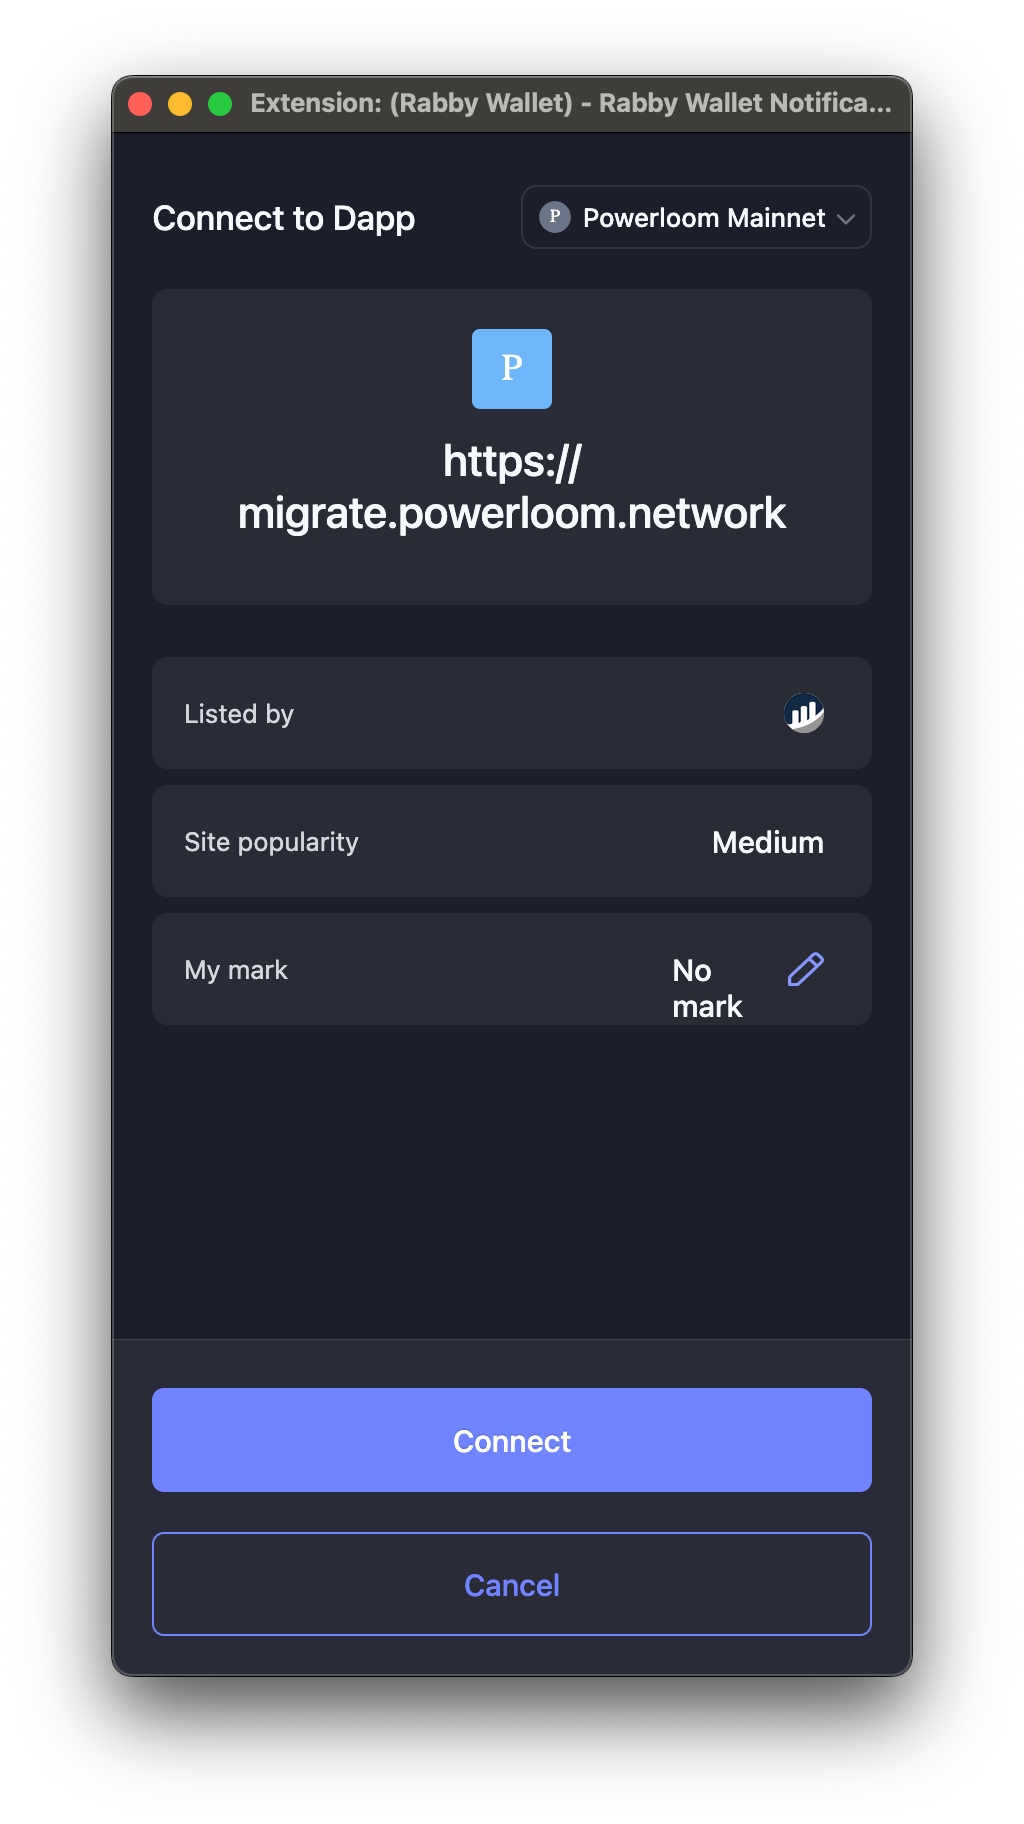 Extension: (Rabby Wallet) - Rabby Wallet Notifica...
Connect to Dapp
P Powerloom Mainnet
P
https://
migrate.powerloom.network
Listed by
Site popularity
Medium
My mark
No
mark
Connect
Cancel